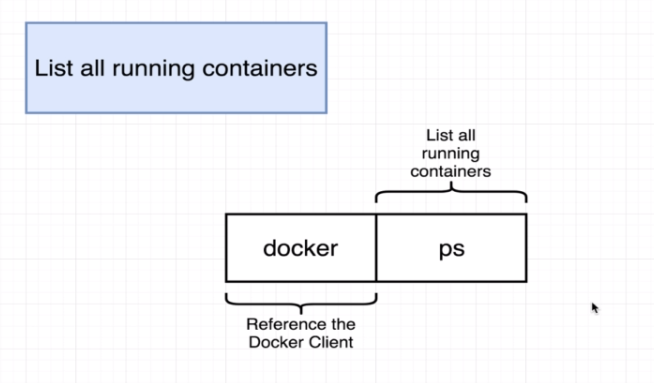 List all running containers
List all
running
containers
docker
ps
Reference the
Docker Client